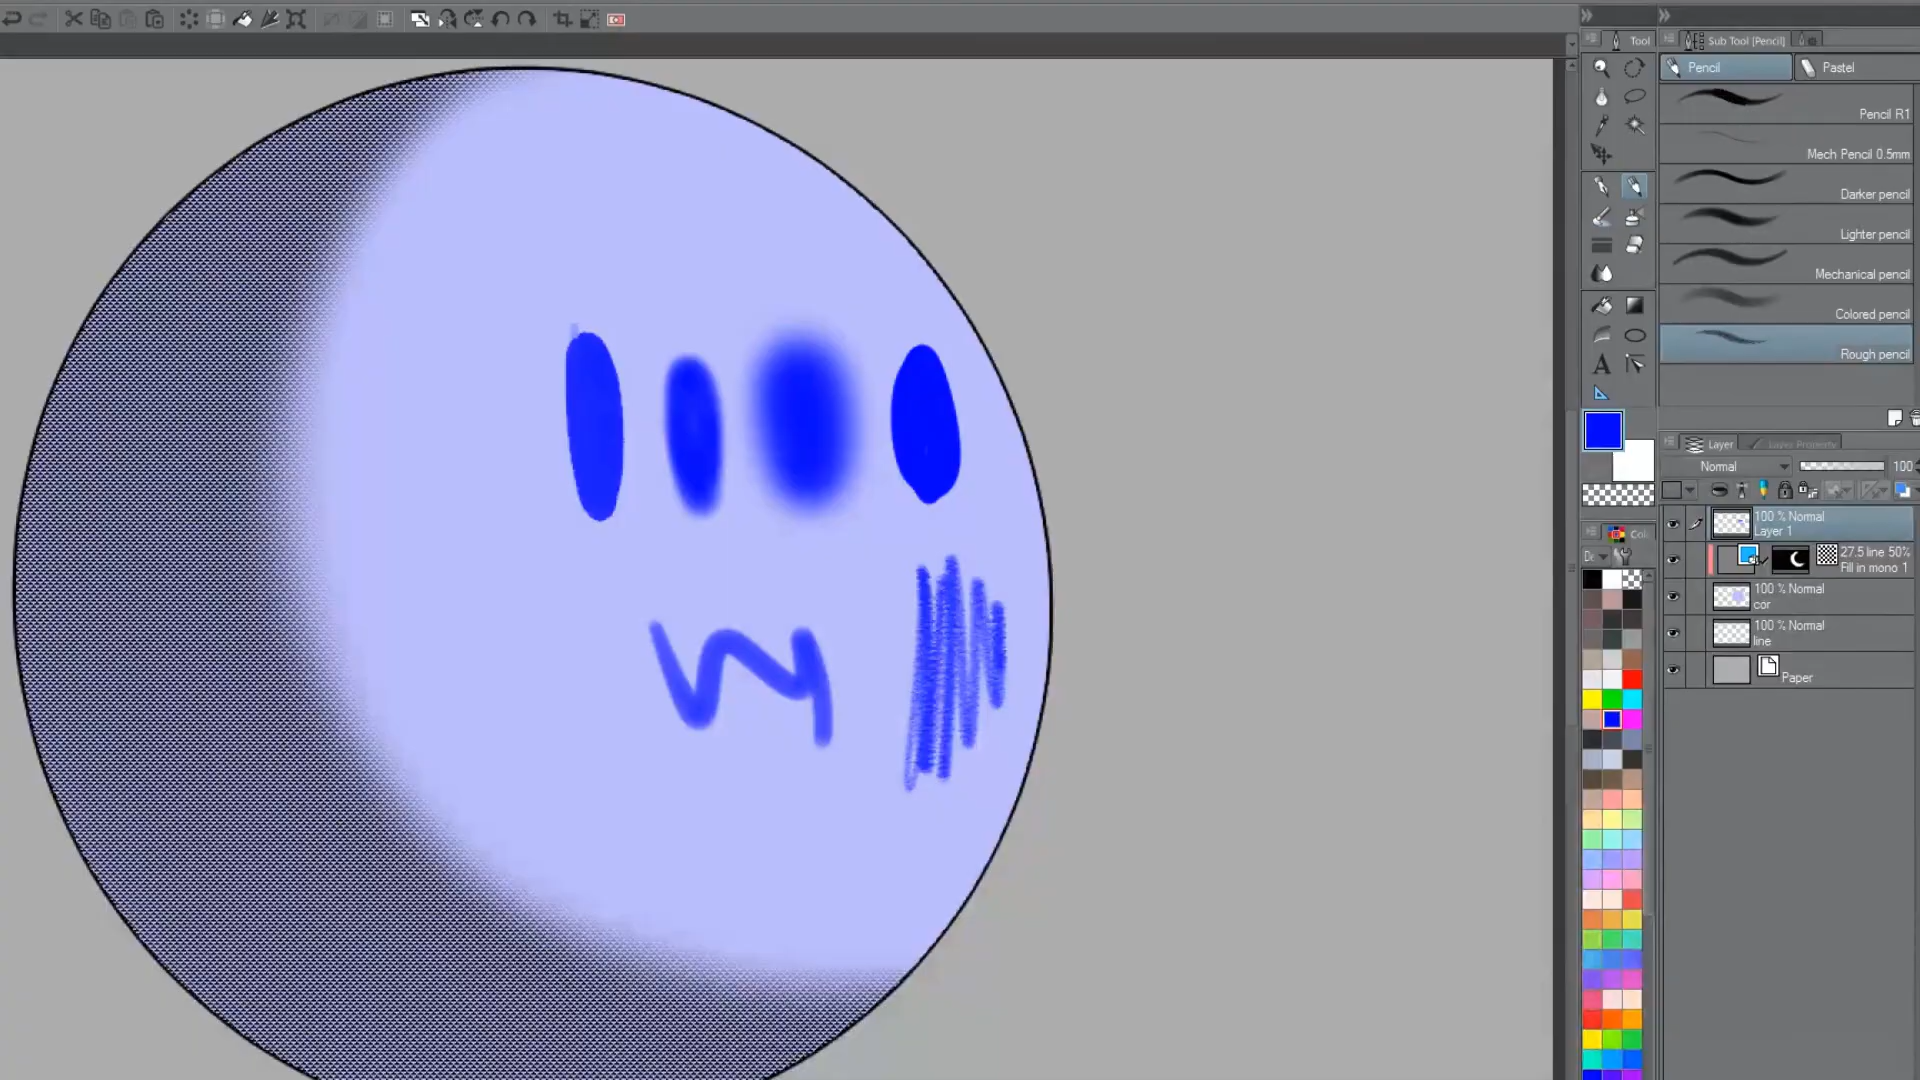 Tool
Sub Tool [Pencil]
Pencil
Pastel
Pencil R1
Mech Pencil 0.5mm
Darker pencil
Lighter pencil
Mechanical pencil
Colored pencil
Rough pencil
A
Layer
Layer Property
Normal
100
Col
De
100 % Normal
Layer 1
27.5 line 50%
Fill in mono 1
100 % Normal
cor
100 % Normal
line
Paper